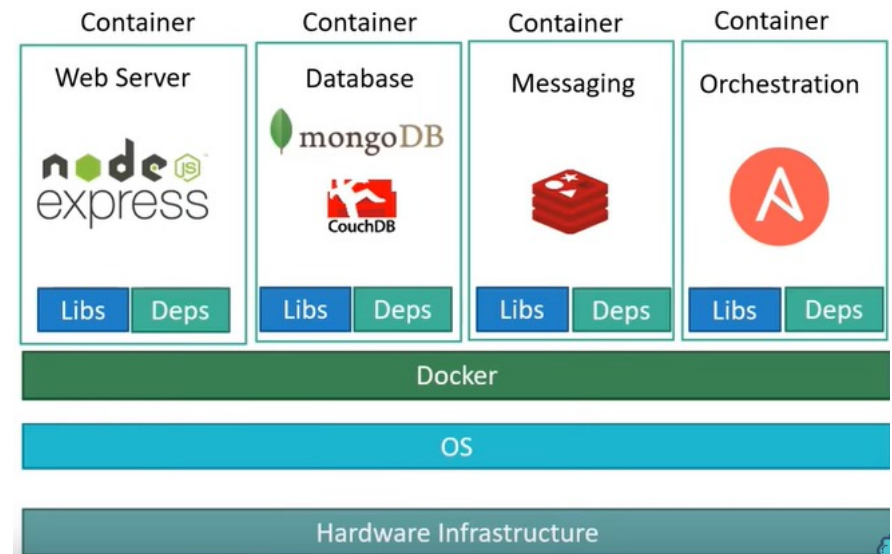 Container
Container
Container
Container
Web Server
Database
Messaging
Orchestration
node JS
express
mongoDB
CouchDB
Libs
Deps
Libs
Deps
Libs
Deps
Libs
Deps
Docker
OS
Hardware Infrastructure